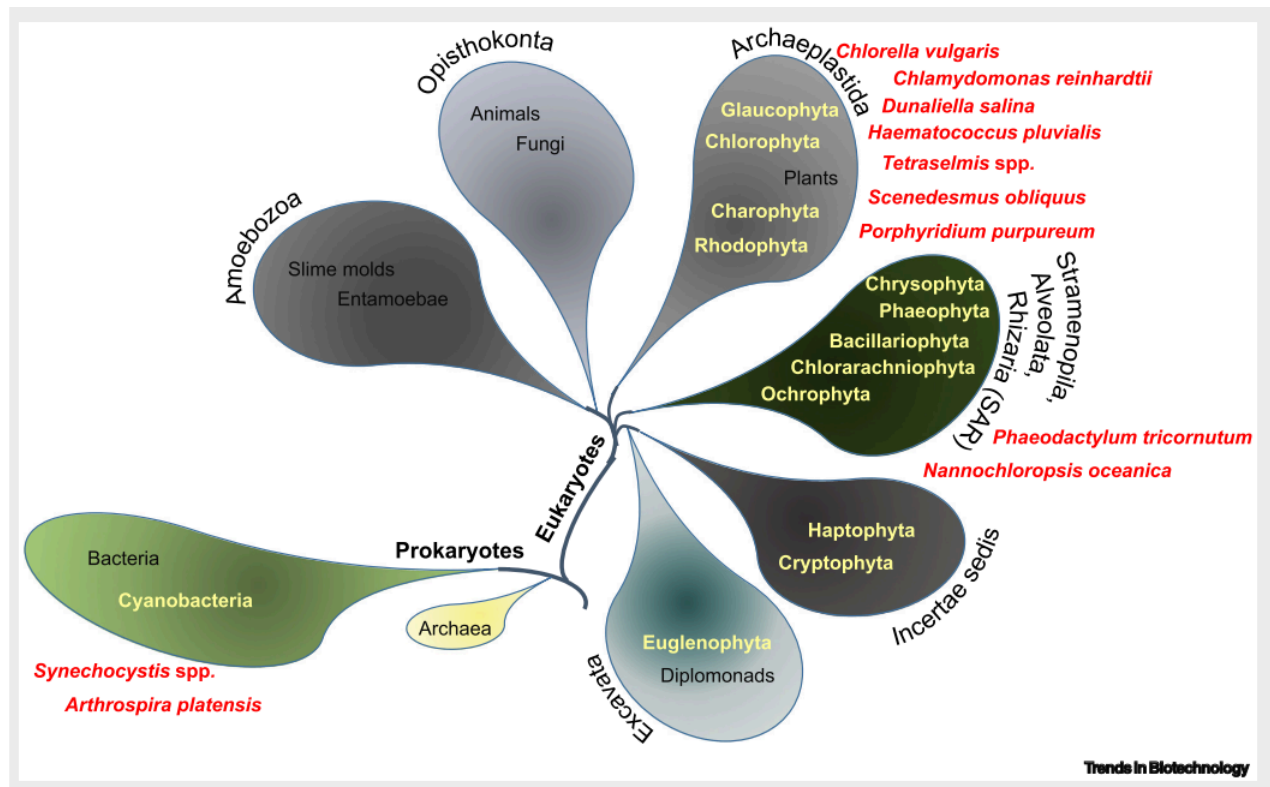 Opisthokonta
Animals
Fungi
Archaeplastida
Glaucophyta
Chlorophyta
Plants
Charophyta
Rhodophyta
Chlorella vulgaris
Chlamydomonas reinhardtii
Dunaliella salina
Haematococcus pluvialis
Tetraselmis spp.
Scenedesmus obliquus
Porphyridium purpureum
Amoebozoa
Slime molds
Entamoebae
Stramenopila,
Alveolata,
Rhizaria (SAR)
Chrysophyta
Phaeophyta
Bacillariophyta
Chlorarachniophyta
Ochrophyta
Phaeodactylum tricornutum
Nannochloropsis oceanica
Haptophyta
Cryptophyta
Incertae sedis
Eukaryotes
Prokaryotes
Bacteria
Cyanobacteria
Archaea
Synechocystis spp.
Arthrospira platensis
Euglenophyta
Diplomonads
Excavata
Trends in Biotechnology